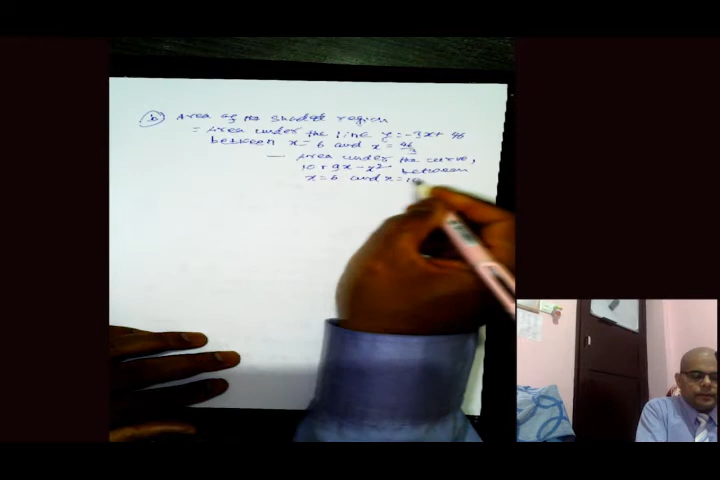 (b) Area of the Shaded region
= Area under the line y = -3x + 46
between x = 6 and x = 46/3
— Area under the curve,
10 + 9x - x² between
x = 6 and x = 10